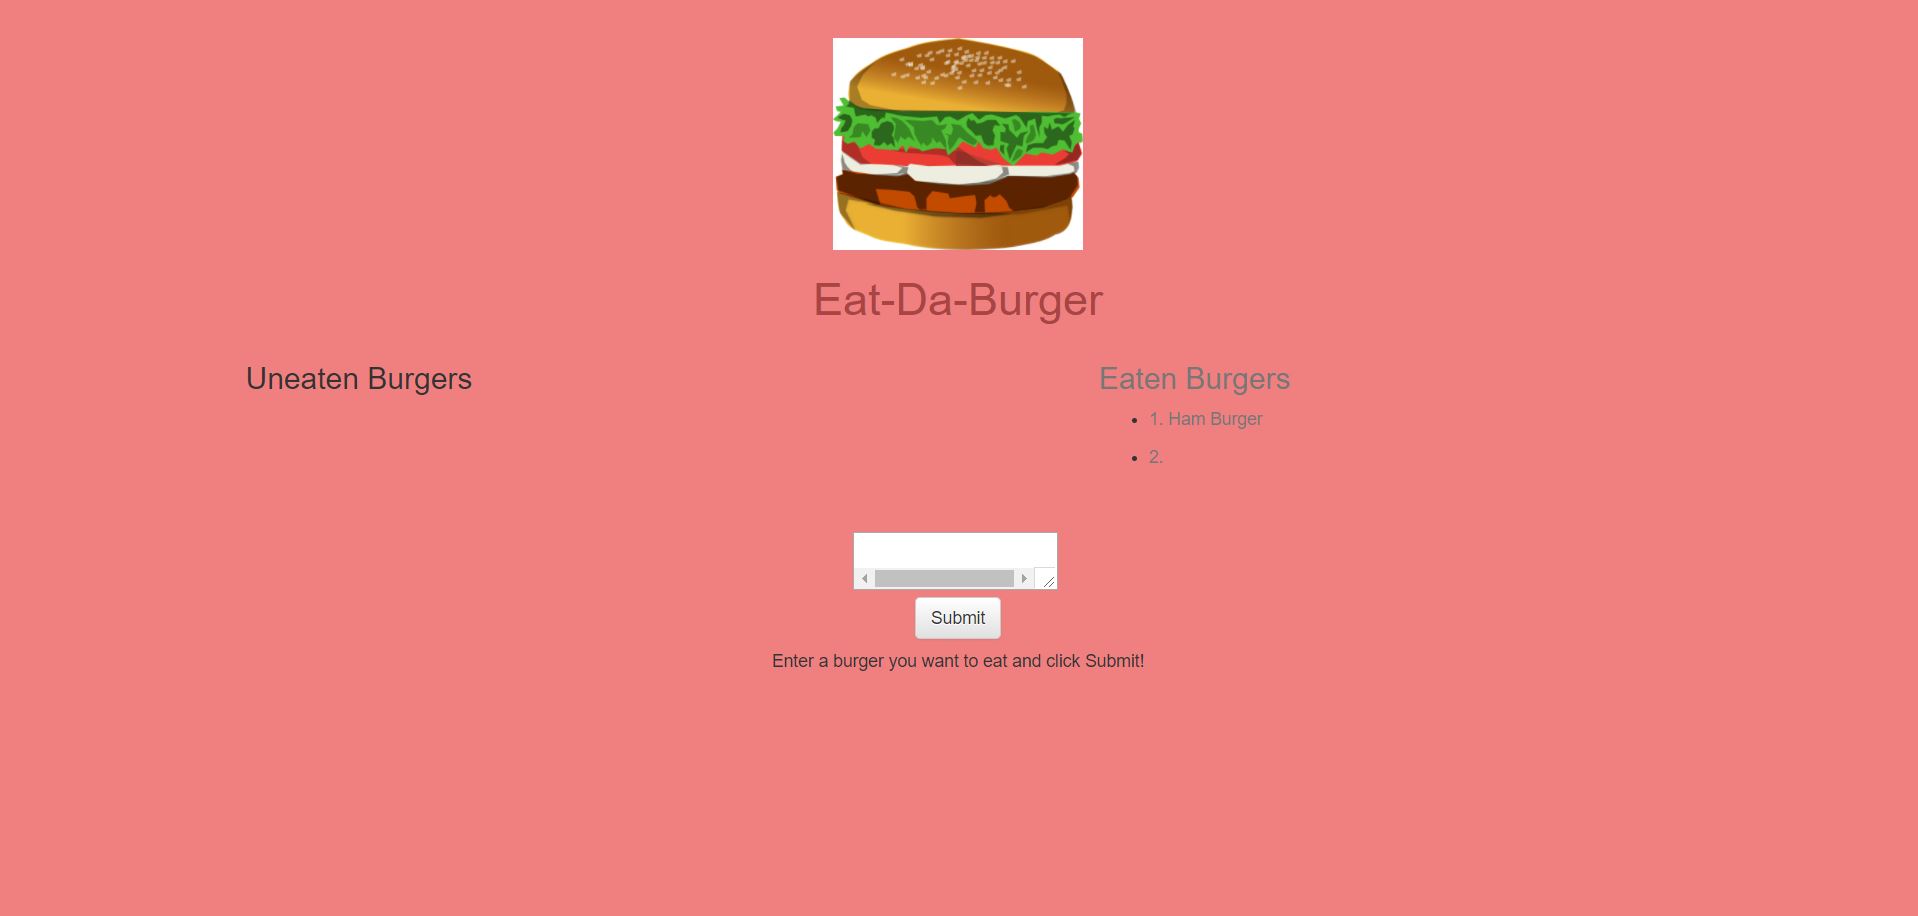 Eat-Da-Burger
Uneaten Burgers
Eaten Burgers
1. Ham Burger
2.
Submit
Enter a burger you want to eat and click Submit!